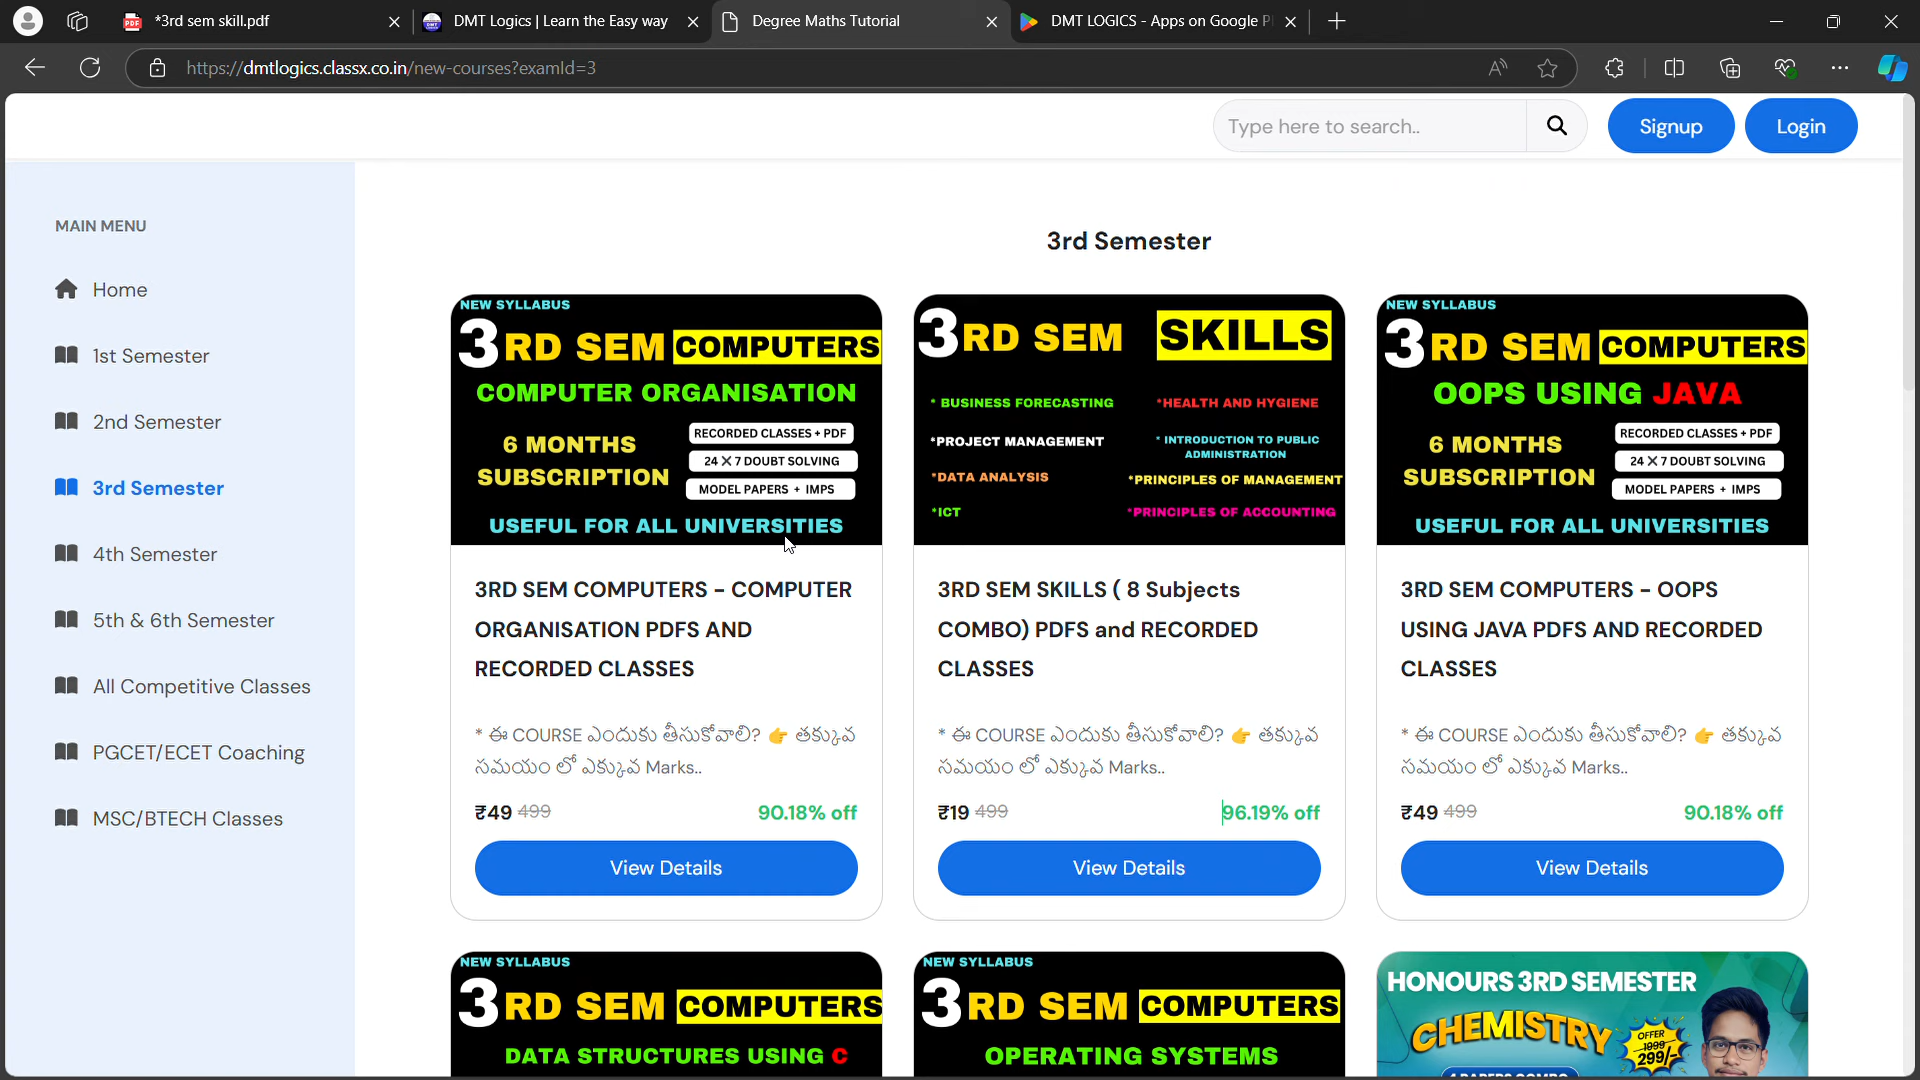 *3rd sem skill.pdf
DMT Logics | Learn the Easy way
Degree Maths Tutorial
DMT LOGICS - Apps on Google P
https://dmtlogics.classx.co.in/new-courses?examId=3
Type here to search..
Signup
Login
MAIN MENU
Home
1st Semester
2nd Semester
3rd Semester
4th Semester
5th & 6th Semester
All Competitive Classes
PGCET/ECET Coaching
MSC/BTECH Classes
3rd Semester
NEW SYLLABUS
3RD SEM COMPUTERS
COMPUTER ORGANISATION
6 MONTHS
SUBSCRIPTION
RECORDED CLASSES + PDF
24 X 7 DOUBT SOLVING
MODEL PAPERS + IMPS
USEFUL FOR ALL UNIVERSITIES
3RD SEM COMPUTERS - COMPUTER
ORGANISATION PDFS AND
RECORDED CLASSES
* ఈ COURSE ఎందుకు తీసుకోవాలి? 👉 తక్కువ
సమయం లో ఎక్కువ Marks..
₹49 499
90.18% off
View Details
3RD SEM SKILLS
* BUSINESS FORECASTING
*HEALTH AND HYGIENE
*PROJECT MANAGEMENT
* INTRODUCTION TO PUBLIC
ADMINISTRATION
*DATA ANALYSIS
*PRINCIPLES OF MANAGEMENT
*ICT
*PRINCIPLES OF ACCOUNTING
3RD SEM SKILLS ( 8 Subjects
COMBO) PDFS and RECORDED
CLASSES
* ఈ COURSE ఎందుకు తీసుకోవాలి? 👉 తక్కువ
సమయం లో ఎక్కువ Marks..
₹19 499
96.19% off
View Details
NEW SYLLABUS
3RD SEM COMPUTERS
OOPS USING JAVA
6 MONTHS
SUBSCRIPTION
RECORDED CLASSES + PDF
24 X 7 DOUBT SOLVING
MODEL PAPERS + IMPS
USEFUL FOR ALL UNIVERSITIES
3RD SEM COMPUTERS - OOPS
USING JAVA PDFS AND RECORDED
CLASSES
* ఈ COURSE ఎందుకు తీసుకోవాలి? 👉 తక్కువ
సమయం లో ఎక్కువ Marks..
₹49 499
90.18% off
View Details
NEW SYLLABUS
3RD SEM COMPUTERS
DATA STRUCTURES USING C
NEW SYLLABUS
3RD SEM COMPUTERS
OPERATING SYSTEMS
HONOURS 3RD SEMESTER
CHEMISTRY
OFFER
1999
299/-
4 PAPERS COMBO